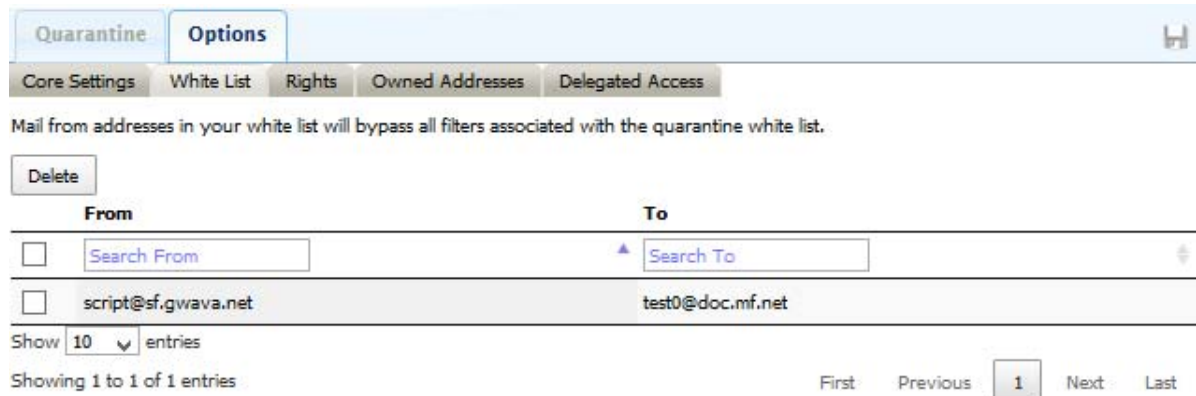 Quarantine Options
Core Settings White List Rights Owned Addresses Delegated Access
Mail from addresses in your white list will bypass all filters associated with the quarantine white list.
Delete
From To
Search From Search To
script@sf.gwava.net test0@doc.mf.net
Show 10 entries
Showing 1 to 1 of 1 entries First Previous 1 Next Last